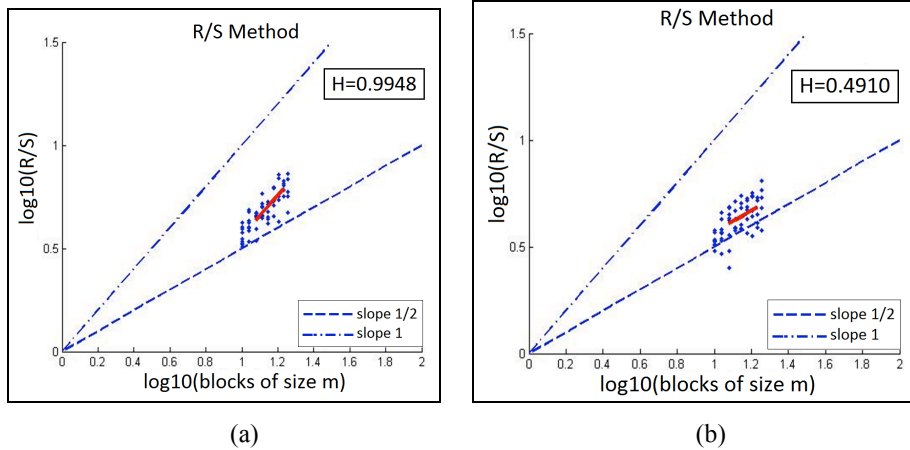 R/S Method
1.5
H=0.9948
log10(R/S)
1
0.5
slope 1/2
slope 1
0
0 0.2 0.4 0.6 0.8 1.0 1.2 1.4 1.6 1.8 2
log10(blocks of size m)
(a)
R/S Method
1.5
H=0.4910
log10(R/S)
1
0.5
slope 1/2
slope 1
0
0 0.2 0.4 0.6 0.8 1.0 1.2 1.4 1.6 1.8 2
log10(blocks of size m)
(b)